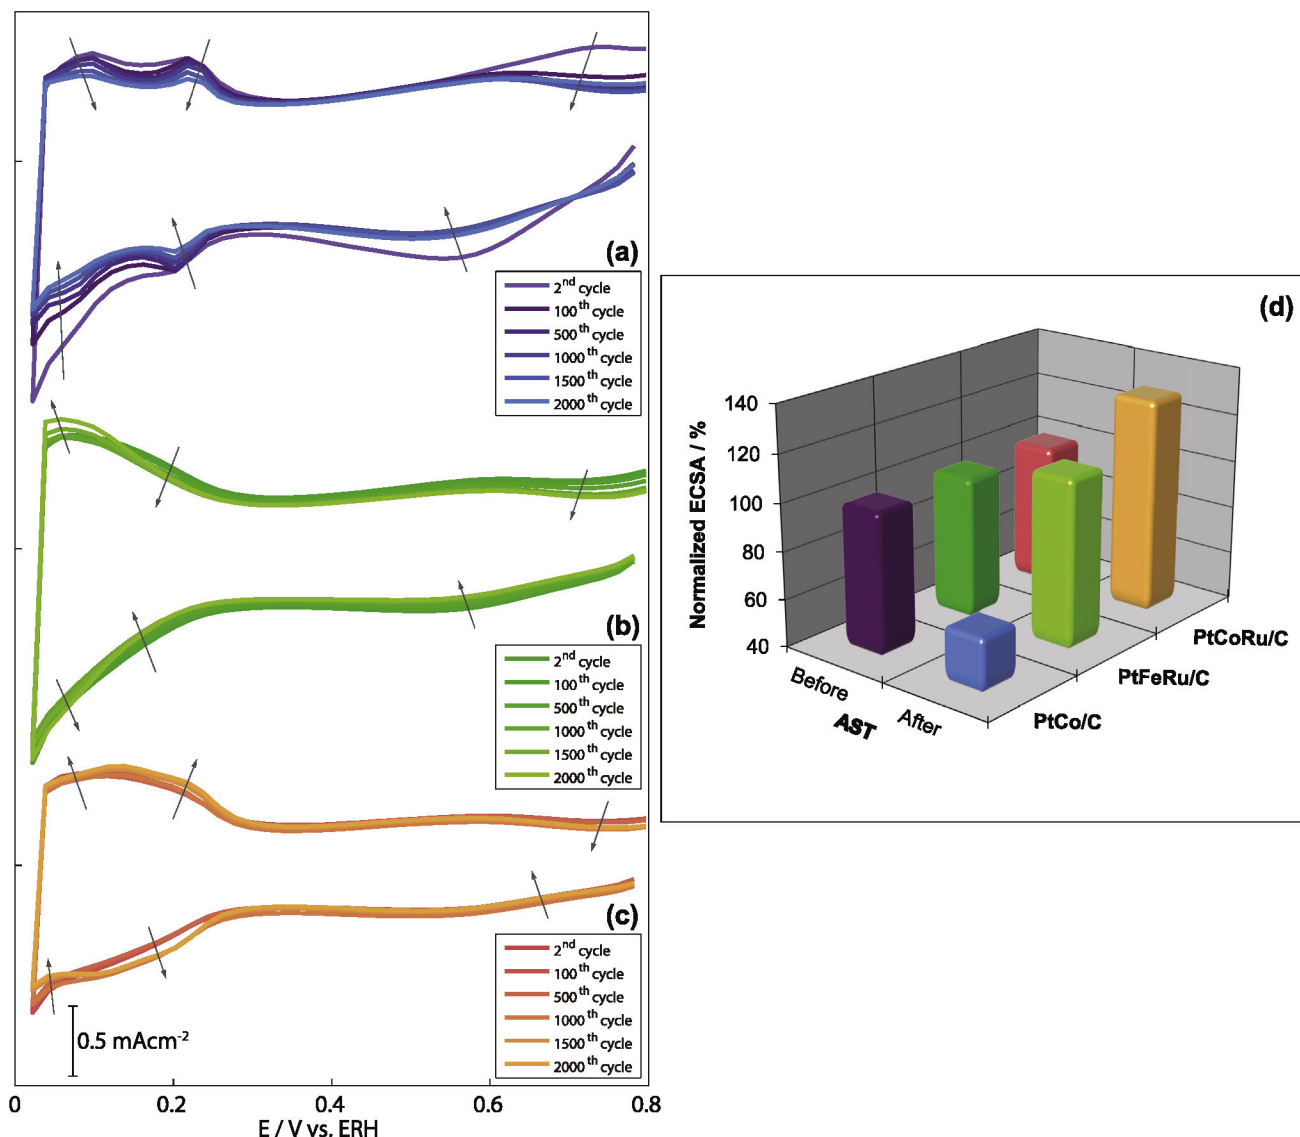 (a)
2nd cycle
100th cycle
500th cycle
1000th cycle
1500th cycle
2000th cycle
(b)
2nd cycle
100th cycle
500th cycle
1000th cycle
1500th cycle
2000th cycle
(c)
2nd cycle
100th cycle
500th cycle
1000th cycle
1500th cycle
2000th cycle
0.5 mAcm-2
0 0.2 0.4 0.6 0.8
E / V vs. ERH
(d)
Normalized ECSA / %
140
120
100
80
60
40
Before
AST
After
PtCo/C
PtFeRu/C
PtCoRu/C